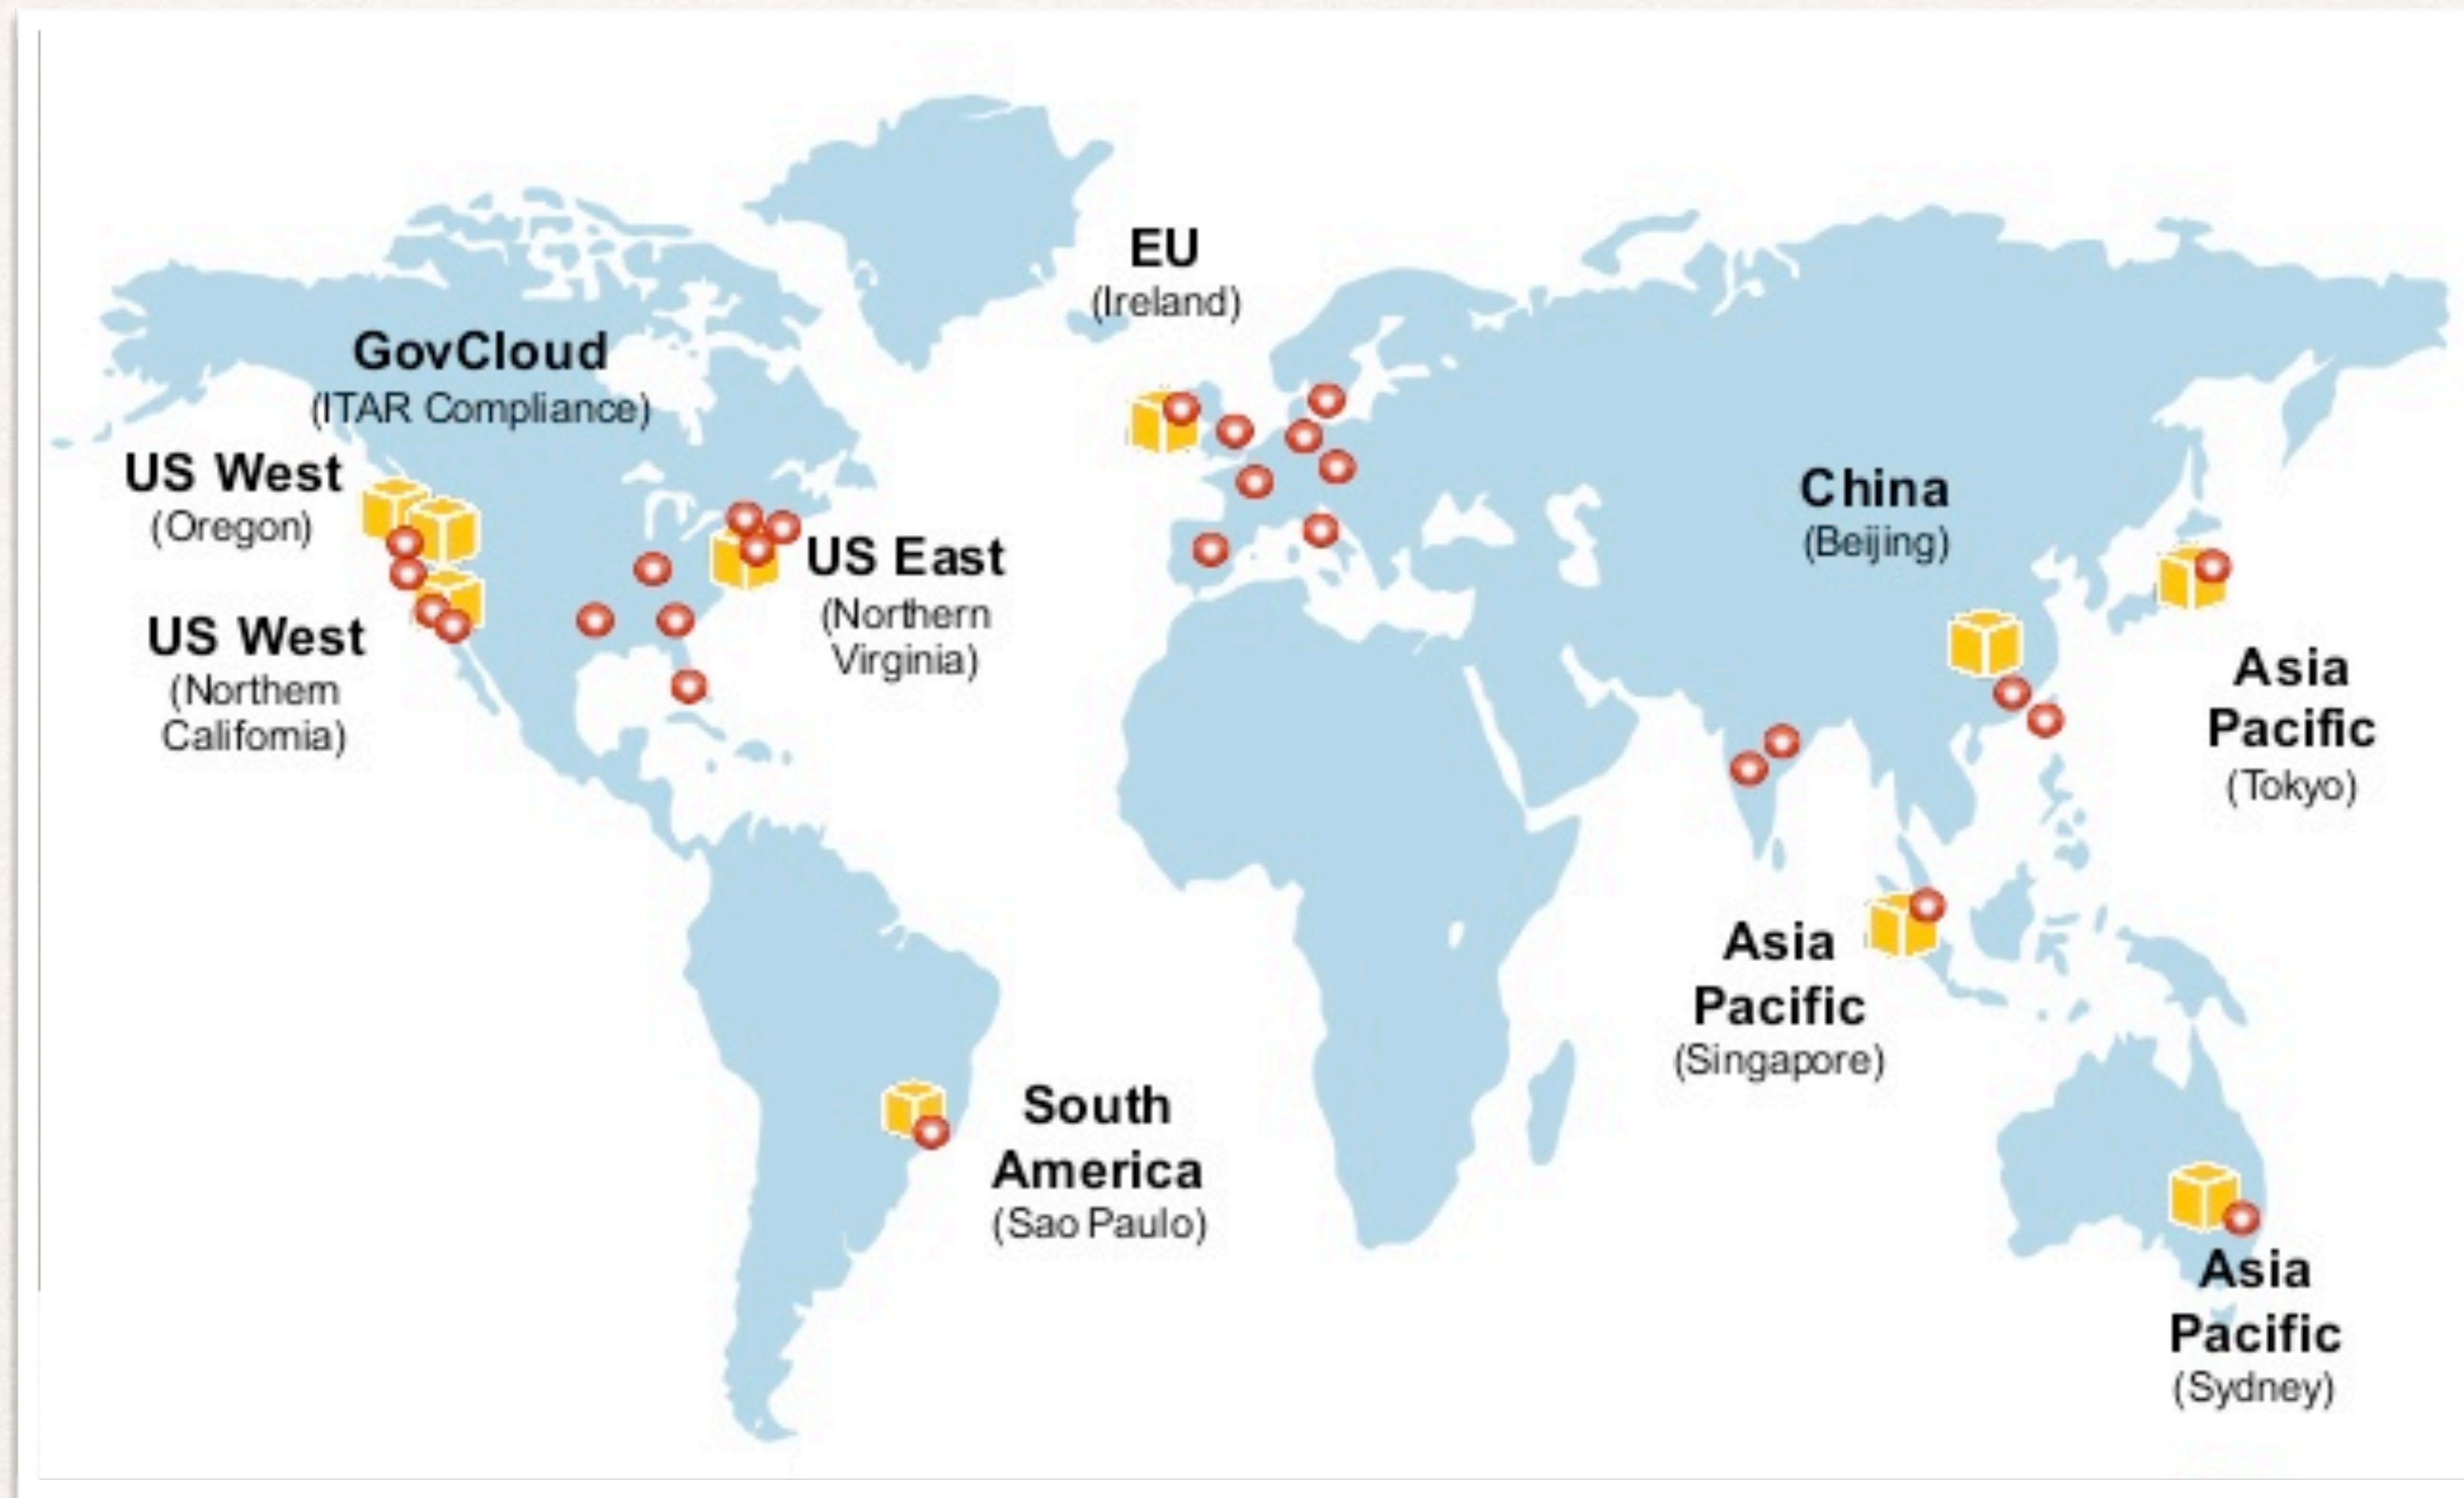 EU
(Ireland)
GovCloud
(ITAR Compliance)
US West
(Oregon)
US West
(Northern
California)
US East
(Northern
Virginia)
China
(Beijing)
Asia
Pacific
(Tokyo)
Asia
Pacific
(Singapore)
South
America
(Sao Paulo)
Asia
Pacific
(Sydney)